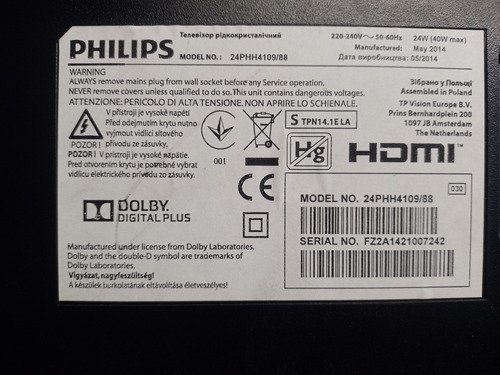 PHILIPS
Телевізор рідкокристалічний
MODEL NO.: 24PHH4109/88
220-240V~ 50-60Hz 24W (40W max)
Manufactured: May 2014
Дата виробництва: 05/2014
WARNING
ALWAYS remove mains plug from wall socket before any Service operation.
NEVER remove covers unless qualified to do so. This unit contains dangerous voltages.
ATTENZIONE: PERICOLO DI ALTA TENSIONE, NON APRIRE LO SCHIENALE.
Зібрано у Польщі
Assembled in Poland
TP Vision Europe B.V.
Prins Bernhardplein 200
1097 JB Amsterdam
The Netherlands
POZOR !
V přístroji je vysoké napětí
Před odejmutím krytu nutno
vyjmout vidlici síťového
přívodu ze zásuvky.
POZOR ! V prístroji je vysoké napätie.
Pred otvorením krytu je potrebné vybrať
vidlicu elektrického prívodu zo zásuvky.
001
S TPN14.1E LA
Hg
HDMI
CE
DOLBY
DIGITAL PLUS
030
MODEL NO. 24PHH4109/88
SERIAL NO. FZ2A1421007242
Manufactured under license from Dolby Laboratories.
Dolby and the double-D symbol are trademarks of
Dolby Laboratories.
Vigyázat, nagyfeszültség!
A készülek burkolatának eltávolítása életveszélyes!